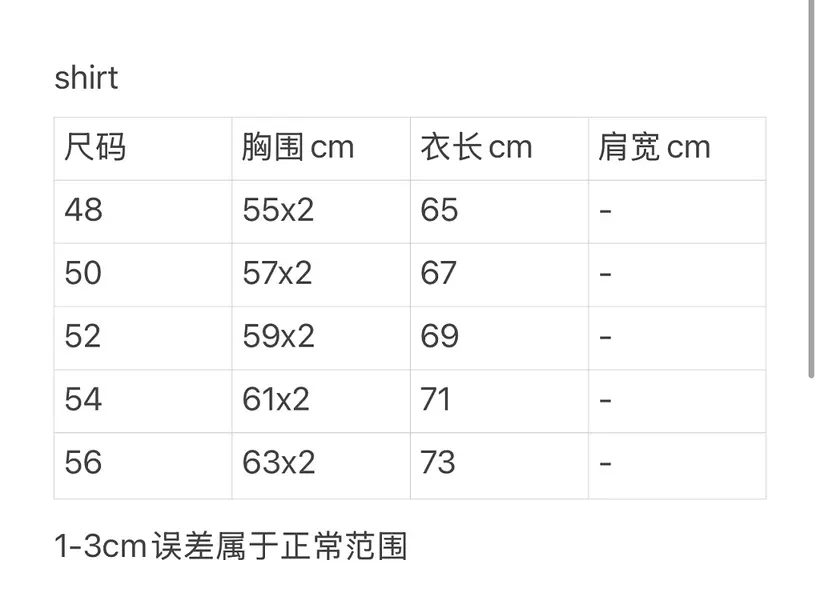 shirt
尺码 胸围cm 衣长cm 肩宽cm
48 55x2 65 -
50 57x2 67 -
52 59x2 69 -
54 61x2 71 -
56 63x2 73 -
1-3cm误差属于正常范围